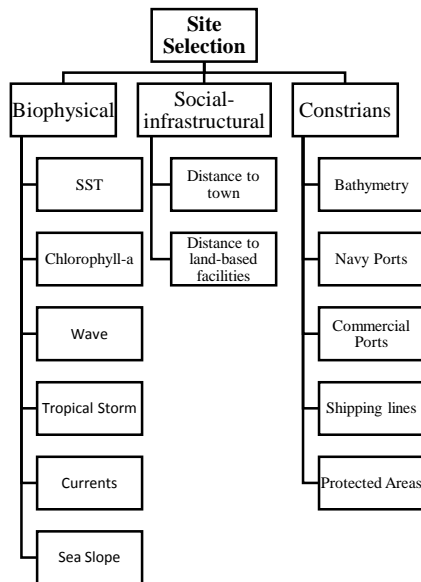 Site
Selection
Biophysical
SST
Chlorophyll-a
Wave
Tropical Storm
Currents
Sea Slope
Social-
infrastructural
Distance to
town
Distance to
land-based
facilities
Constrians
Bathymetry
Navy Ports
Commercial
Ports
Shipping lines
Protected Areas